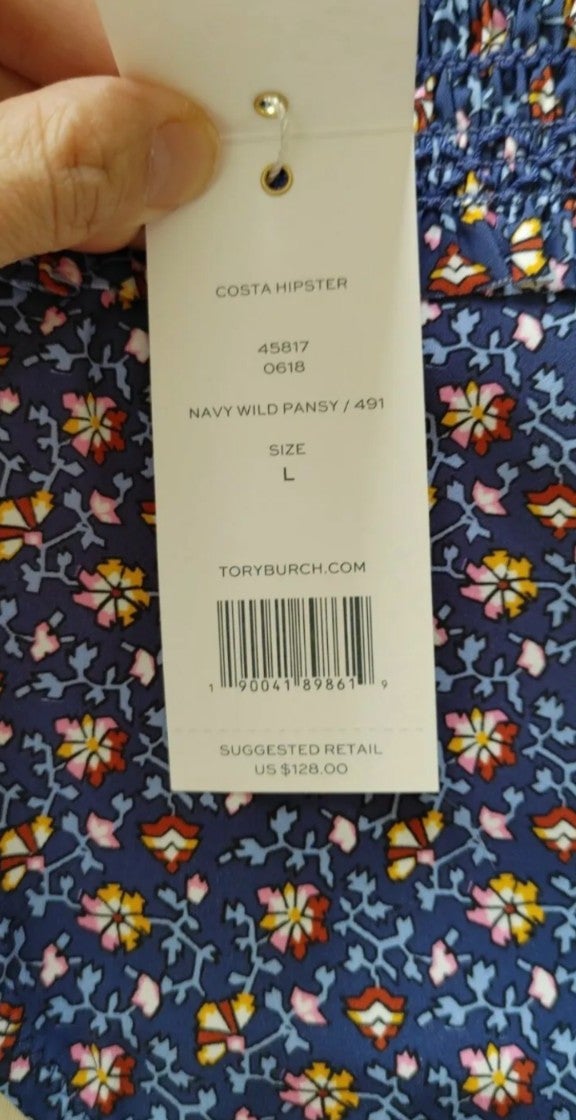 COSTA HIPSTER
45817
0618
NAVY WILD PANSY / 491
SIZE
L
TORYBURCH.COM
1 90041 89861 9
SUGGESTED RETAIL
US $128.00